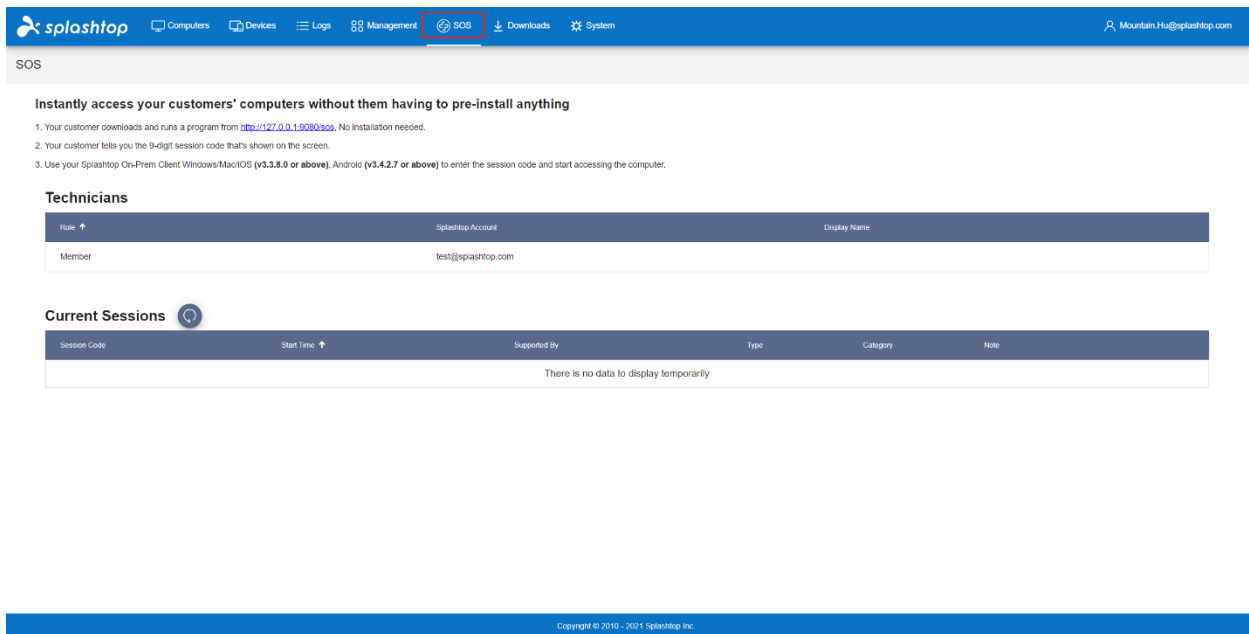 splashtop Computers Devices Logs Management SOS Downloads System Mountain.Hu@splashtop.com
SOS
Instantly access your customers' computers without them having to pre-install anything
1. Your customer downloads and runs a program from http://127.0.0.1:9080/sos, No installation needed.
2. Your customer tells you the 9-digit session code that's shown on the screen.
3. Use your Splashtop On-Prem Client Windows/Mac/iOS (v3.3.8.0 or above), Android (v3.4.2.7 or above) to enter the session code and start accessing the computer.
Technicians
Role ↑ Splashtop Account Display Name
Member test@splashtop.com
Current Sessions
Session Code Start Time ↑ Supported By Type Category Note
There is no data to display temporarily
Copyright © 2010 - 2021 Splashtop Inc.